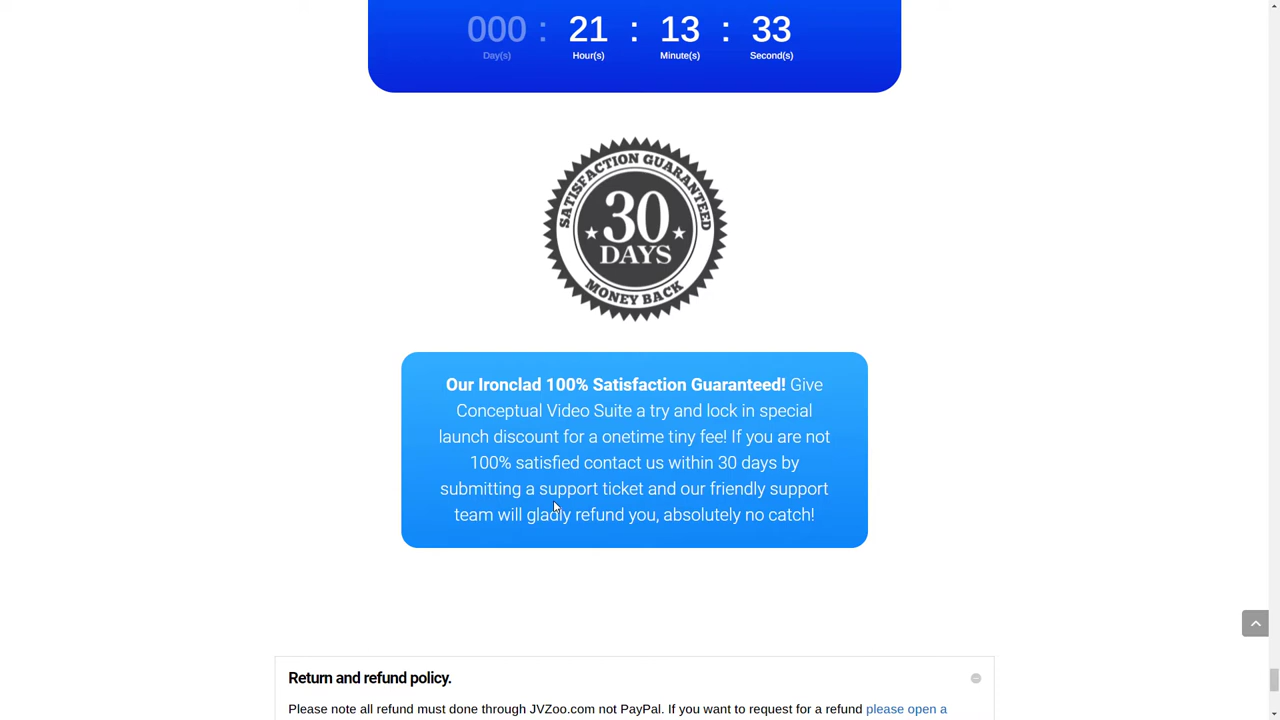 000 : 21 : 13 : 33
Day(s) Hour(s) Minute(s) Second(s)
SATISFACTION GUARANTEED
30
DAYS
MONEY BACK
Our Ironclad 100% Satisfaction Guaranteed! Give
Conceptual Video Suite a try and lock in special
launch discount for a onetime tiny fee! If you are not
100% satisfied contact us within 30 days by
submitting a support ticket and our friendly support
team will gladly refund you, absolutely no catch!
Return and refund policy.
Please note all refund must done through JVZoo.com not PayPal. If you want to request for a refund please open a